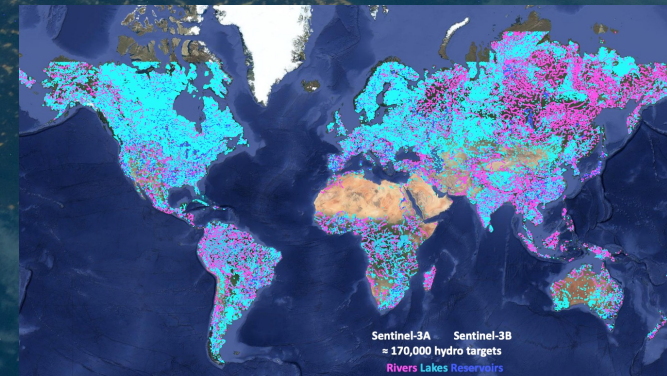 Sentinel-3A Sentinel-3B
≈ 170,000 hydro targets
Rivers Lakes Reservoirs